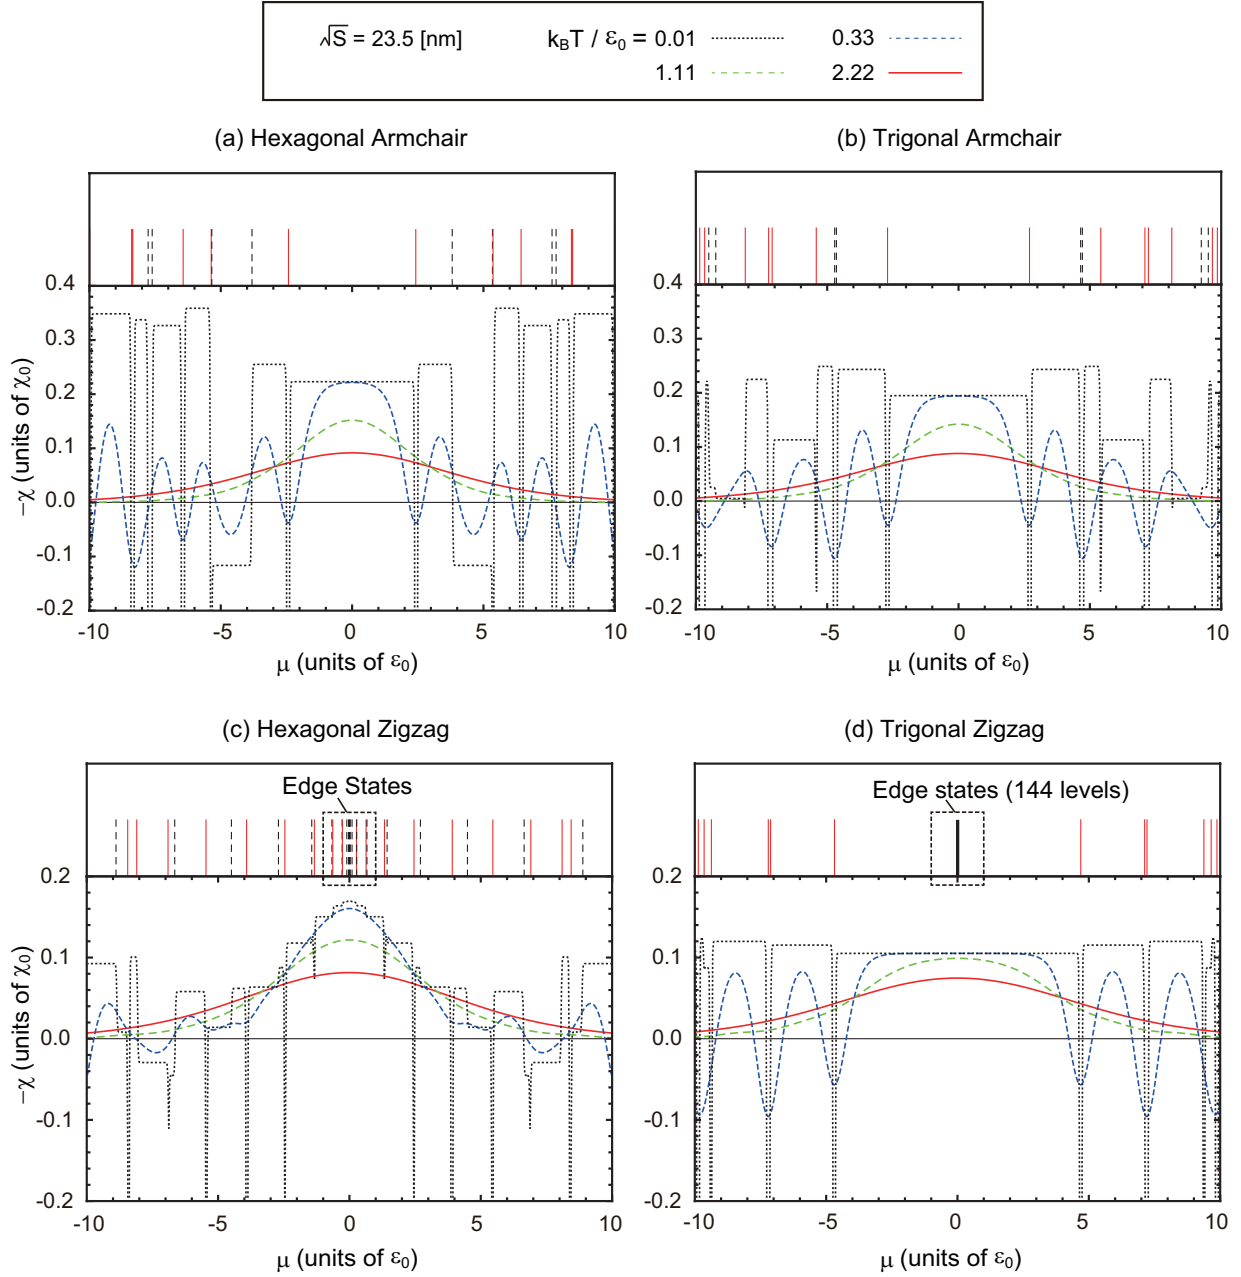 √S = 23.5 [nm] kBT / ε0 = 0.01 0.33
1.11 2.22
(a) Hexagonal Armchair
(b) Trigonal Armchair
0.4
0.3
0.2
0.1
0.0
-0.1
-0.2
-10 -5 0 5 10
−χ (units of χ0)
μ (units of ε0)
0.4
0.3
0.2
0.1
0.0
-0.1
-0.2
-10 -5 0 5 10
μ (units of ε0)
(c) Hexagonal Zigzag
(d) Trigonal Zigzag
Edge States
0.2
0.1
0.0
-0.1
-0.2
-10 -5 0 5 10
−χ (units of χ0)
μ (units of ε0)
Edge states (144 levels)
0.2
0.1
0.0
-0.1
-0.2
-10 -5 0 5 10
μ (units of ε0)